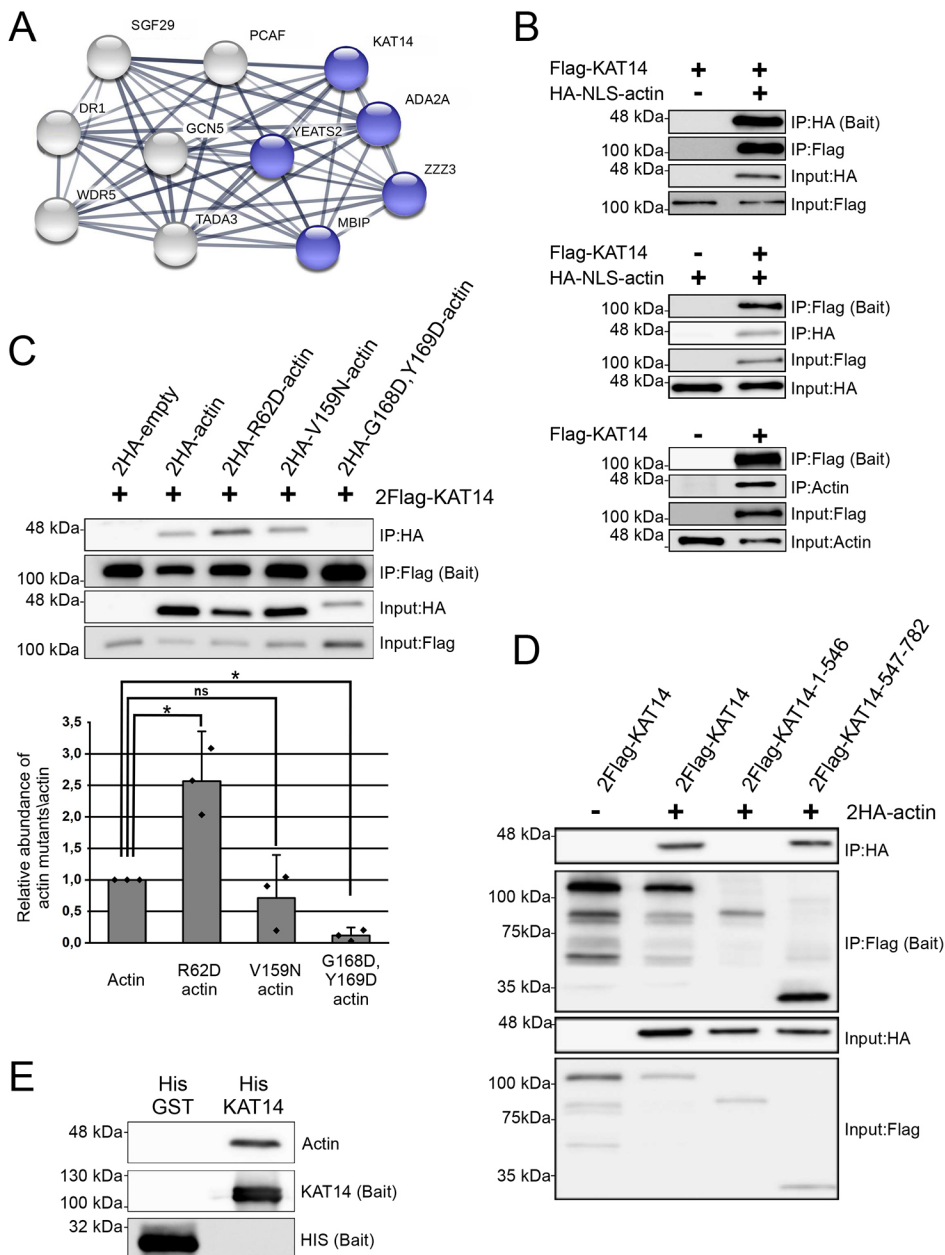 A
SGF29
PCAF
KAT14
DR1
GCN5
YEATS2
ADA2A
WDR5
TADA3
MBIP
ZZZ3
B
Flag-KAT14 + +
HA-NLS-actin - +
48 kDa IP:HA (Bait)
100 kDa IP:Flag
48 kDa Input:HA
100 kDa Input:Flag
Flag-KAT14 - +
HA-NLS-actin + +
100 kDa IP:Flag (Bait)
48 kDa IP:HA
100 kDa Input:Flag
48 kDa Input:HA
Flag-KAT14 - +
100 kDa IP:Flag (Bait)
48 kDa IP:Actin
100 kDa Input:Flag
48 kDa Input:Actin
C
2HA-empty
2HA-actin
2HA-R62D-actin
2HA-V159N-actin
2HA-G168D,Y169D-actin
+ + + + + 2Flag-KAT14
48 kDa IP:HA
100 kDa IP:Flag (Bait)
48 kDa Input:HA
100 kDa Input:Flag
*
ns
*
Relative abundance of
actin mutants\actin
3,5
3,0
2,5
2,0
1,5
1,0
0,5
0,0
Actin
R62D
actin
V159N
actin
G168D,
Y169D
actin
D
2Flag-KAT14
2Flag-KAT14
2Flag-KAT14-1-546
2Flag-KAT14-547-782
- + + + 2HA-actin
48 kDa IP:HA
100 kDa
75kDa
IP:Flag (Bait)
35 kDa
48 kDa Input:HA
100 kDa
75kDa
Input:Flag
35 kDa
E
His
GST
His
KAT14
48 kDa Actin
130 kDa
KAT14 (Bait)
100 kDa
32 kDa
HIS (Bait)